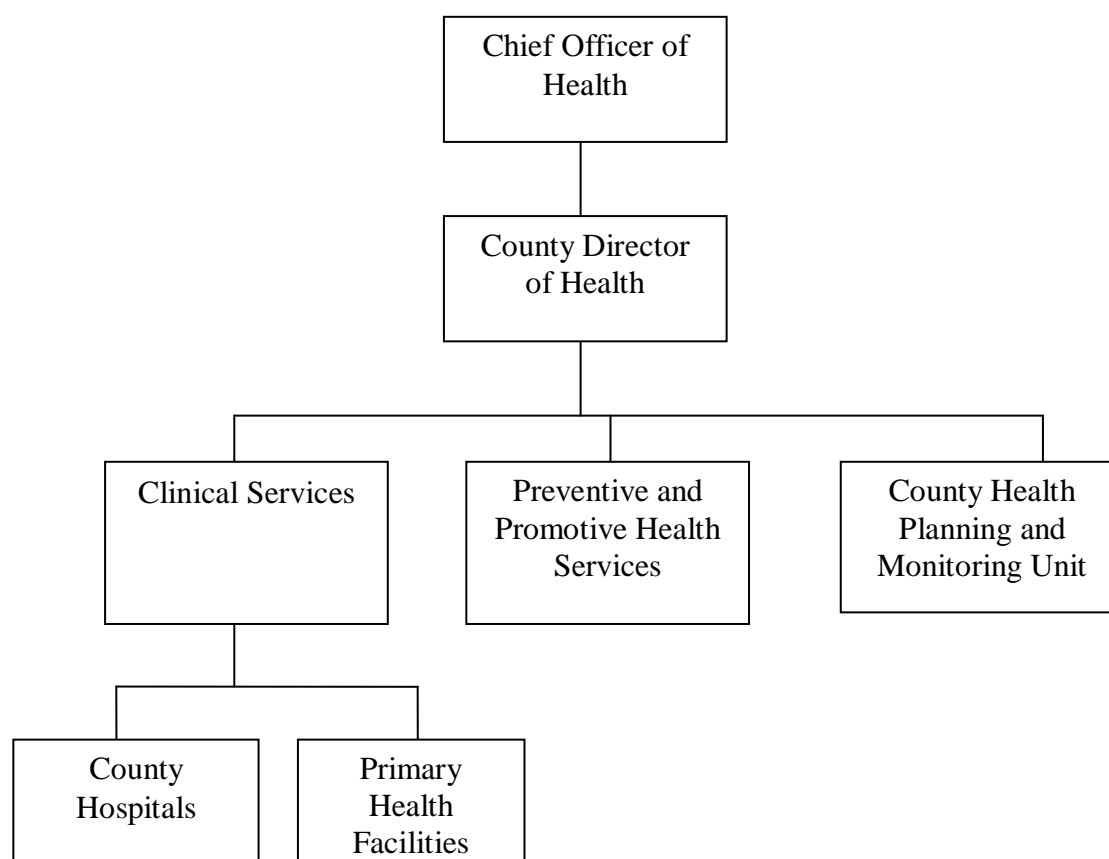 Chief Officer of
Health
County Director
of Health
Clinical Services
Preventive and
Promotive Health
Services
County Health
Planning and
Monitoring Unit
County
Hospitals
Primary
Health
Facilities